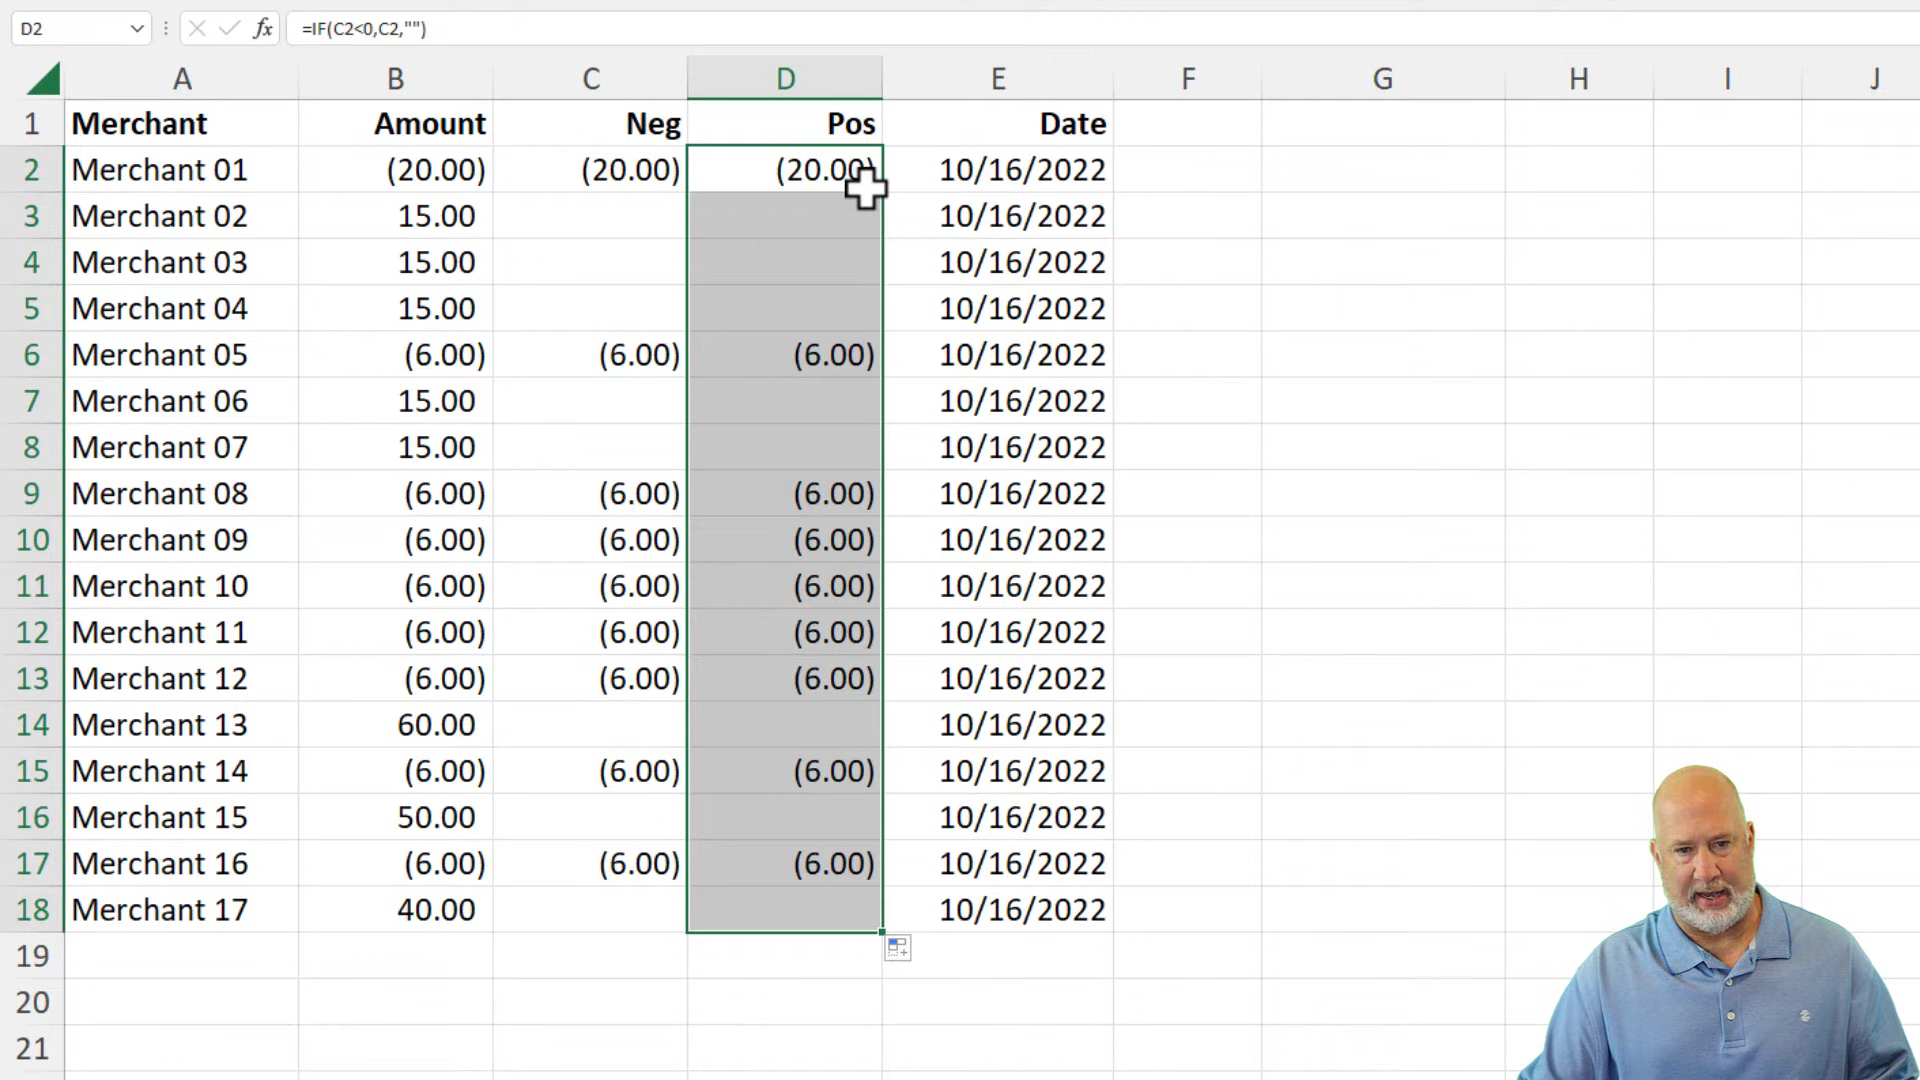 D2 fx =IF(C2<0,C2,"")
A B C D E F G H I J
1 Merchant Amount Neg Pos Date
2 Merchant 01 (20.00) (20.00) (20.00) 10/16/2022
3 Merchant 02 15.00 10/16/2022
4 Merchant 03 15.00 10/16/2022
5 Merchant 04 15.00 10/16/2022
6 Merchant 05 (6.00) (6.00) (6.00) 10/16/2022
7 Merchant 06 15.00 10/16/2022
8 Merchant 07 15.00 10/16/2022
9 Merchant 08 (6.00) (6.00) (6.00) 10/16/2022
10 Merchant 09 (6.00) (6.00) (6.00) 10/16/2022
11 Merchant 10 (6.00) (6.00) (6.00) 10/16/2022
12 Merchant 11 (6.00) (6.00) (6.00) 10/16/2022
13 Merchant 12 (6.00) (6.00) (6.00) 10/16/2022
14 Merchant 13 60.00 10/16/2022
15 Merchant 14 (6.00) (6.00) (6.00) 10/16/2022
16 Merchant 15 50.00 10/16/2022
17 Merchant 16 (6.00) (6.00) (6.00) 10/16/2022
18 Merchant 17 40.00 10/16/2022
19
20
21